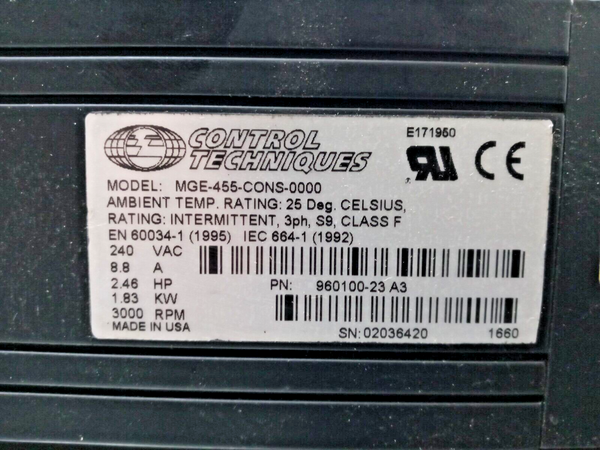 CONTROL
TECHNIQUES
E171950
MODEL: MGE-455-CONS-0000
AMBIENT TEMP. RATING: 25 Deg. CELSIUS,
RATING: INTERMITTENT, 3ph, S9, CLASS F
EN 60034-1 (1995) IEC 664-1 (1992)
240 VAC
8.8 A
2.46 HP PN: 960100-23 A3
1.83 KW
3000 RPM
MADE IN USA SN: 02036420 1660
RU CE